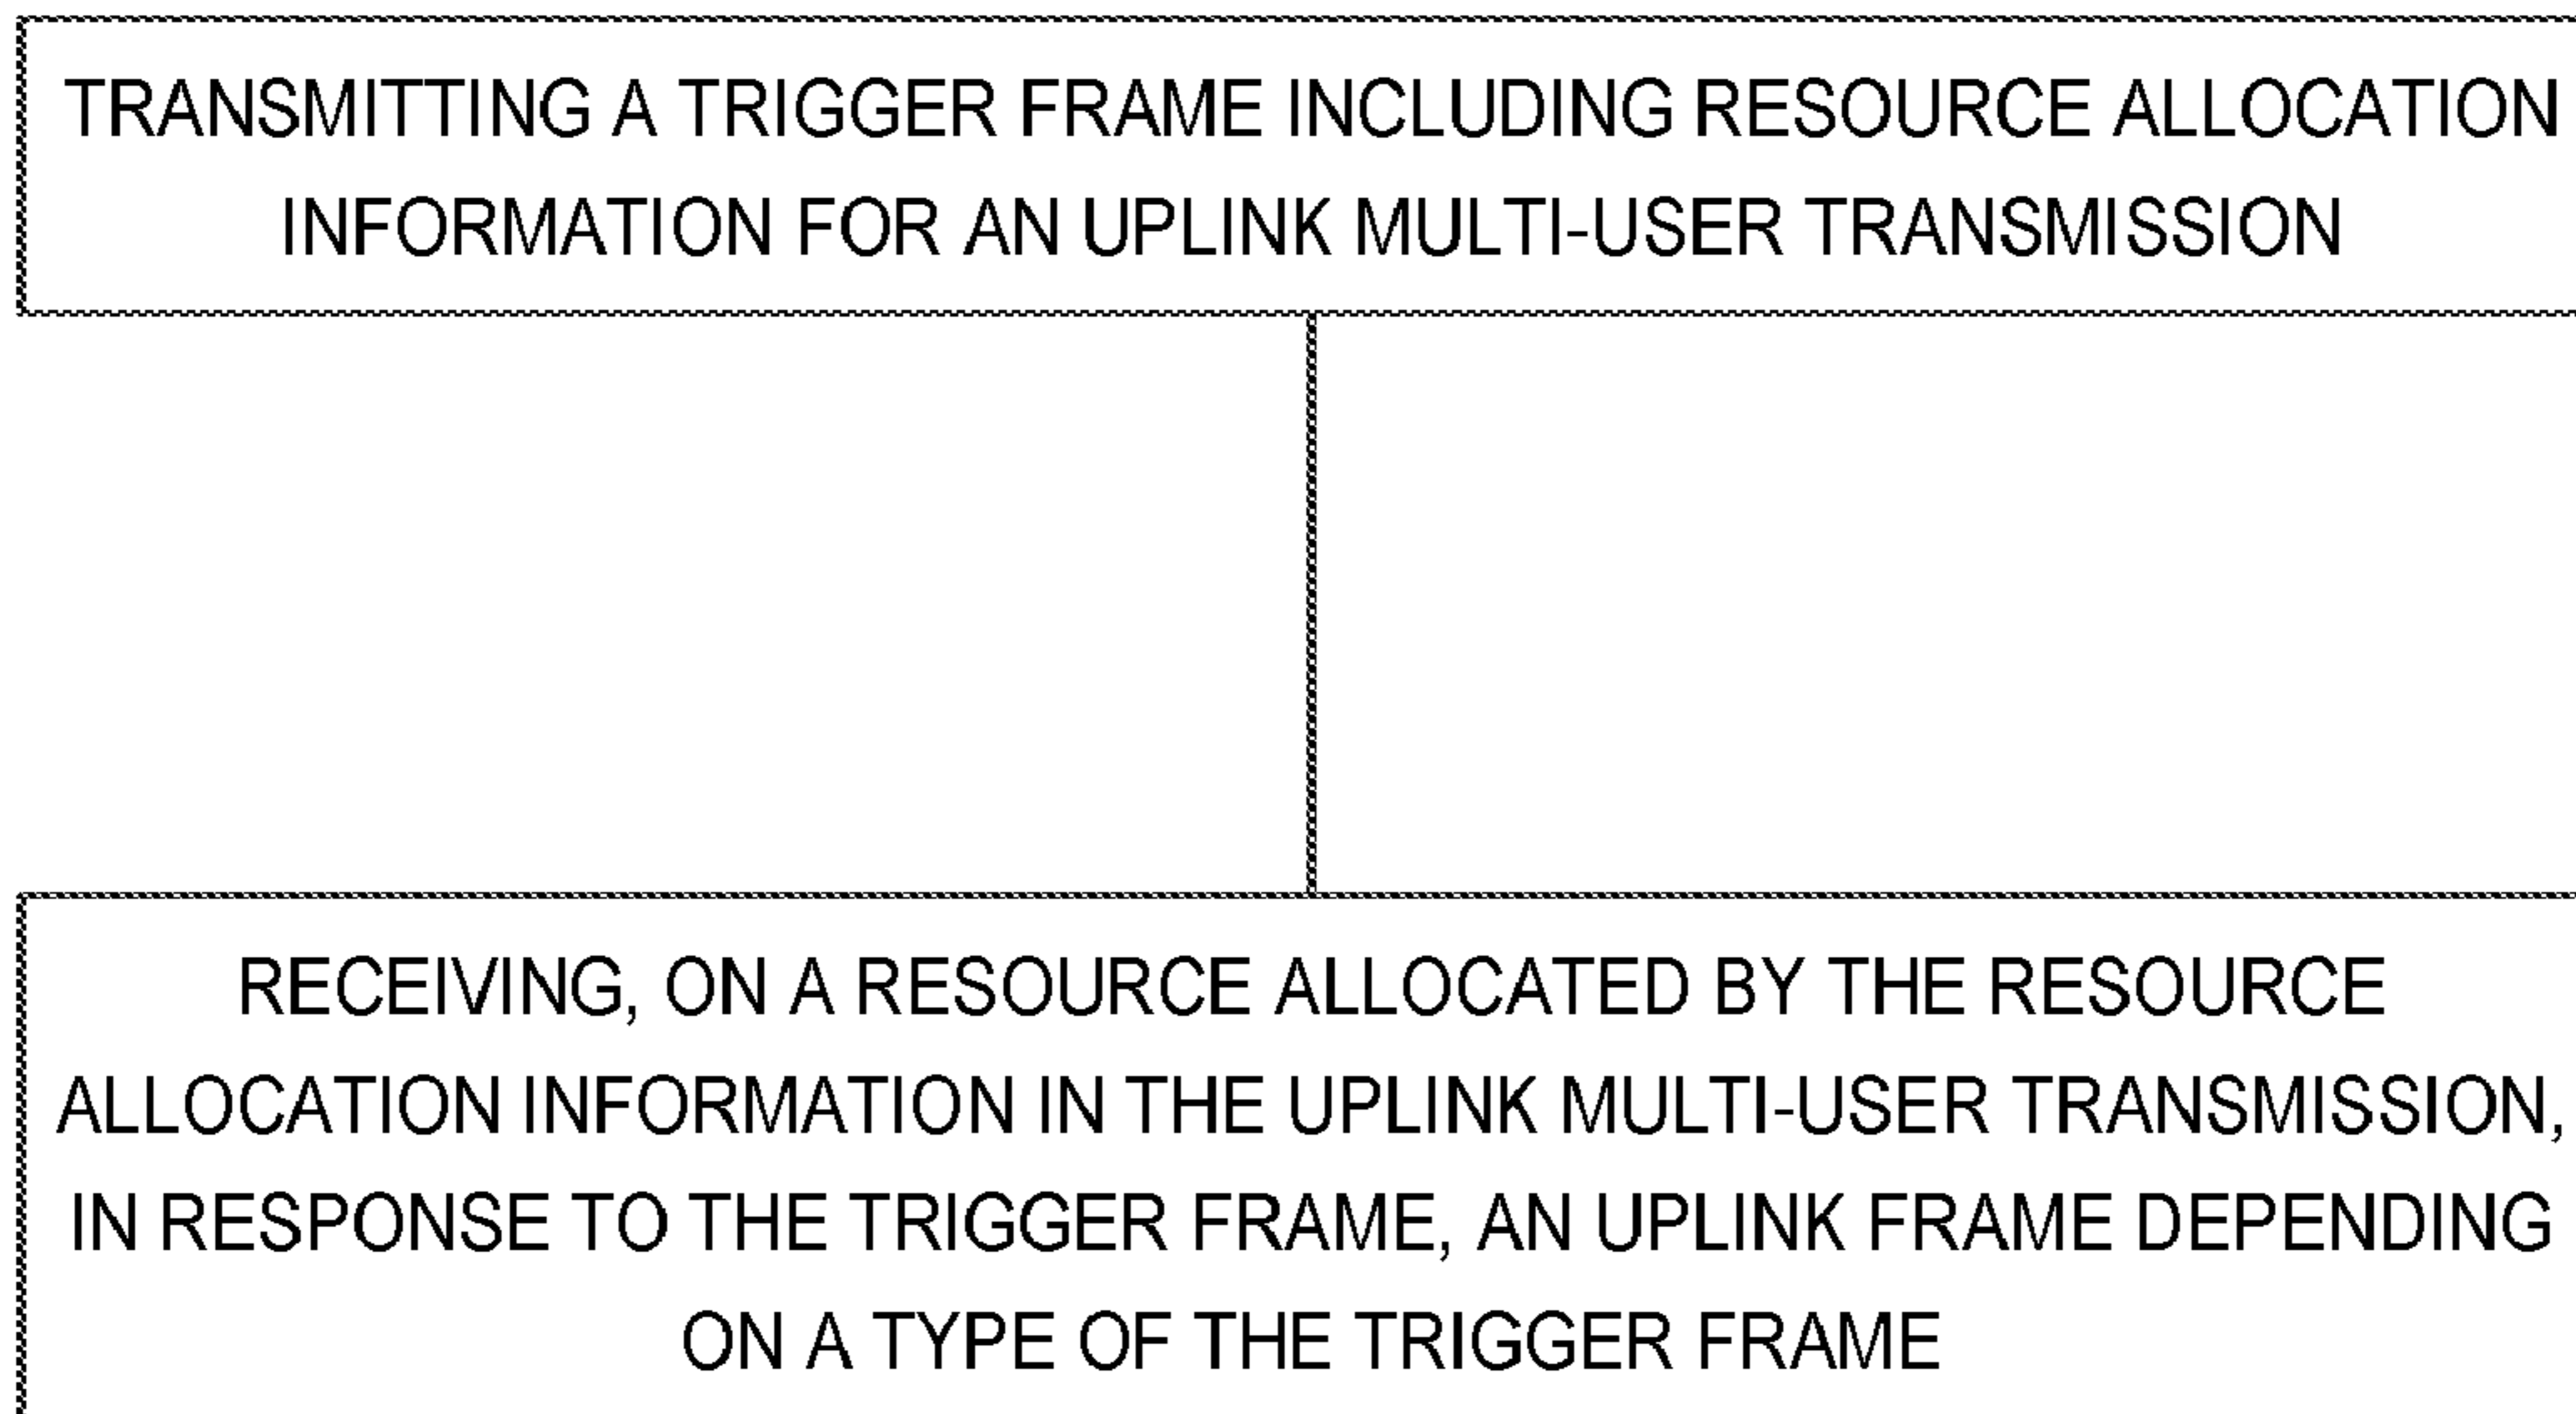 TRANSMITTING A TRIGGER FRAME INCLUDING RESOURCE ALLOCATION
INFORMATION FOR AN UPLINK MULTI-USER TRANSMISSION
RECEIVING, ON A RESOURCE ALLOCATED BY THE RESOURCE
ALLOCATION INFORMATION IN THE UPLINK MULTI-USER TRANSMISSION,
IN RESPONSE TO THE TRIGGER FRAME, AN UPLINK FRAME DEPENDING
ON A TYPE OF THE TRIGGER FRAME